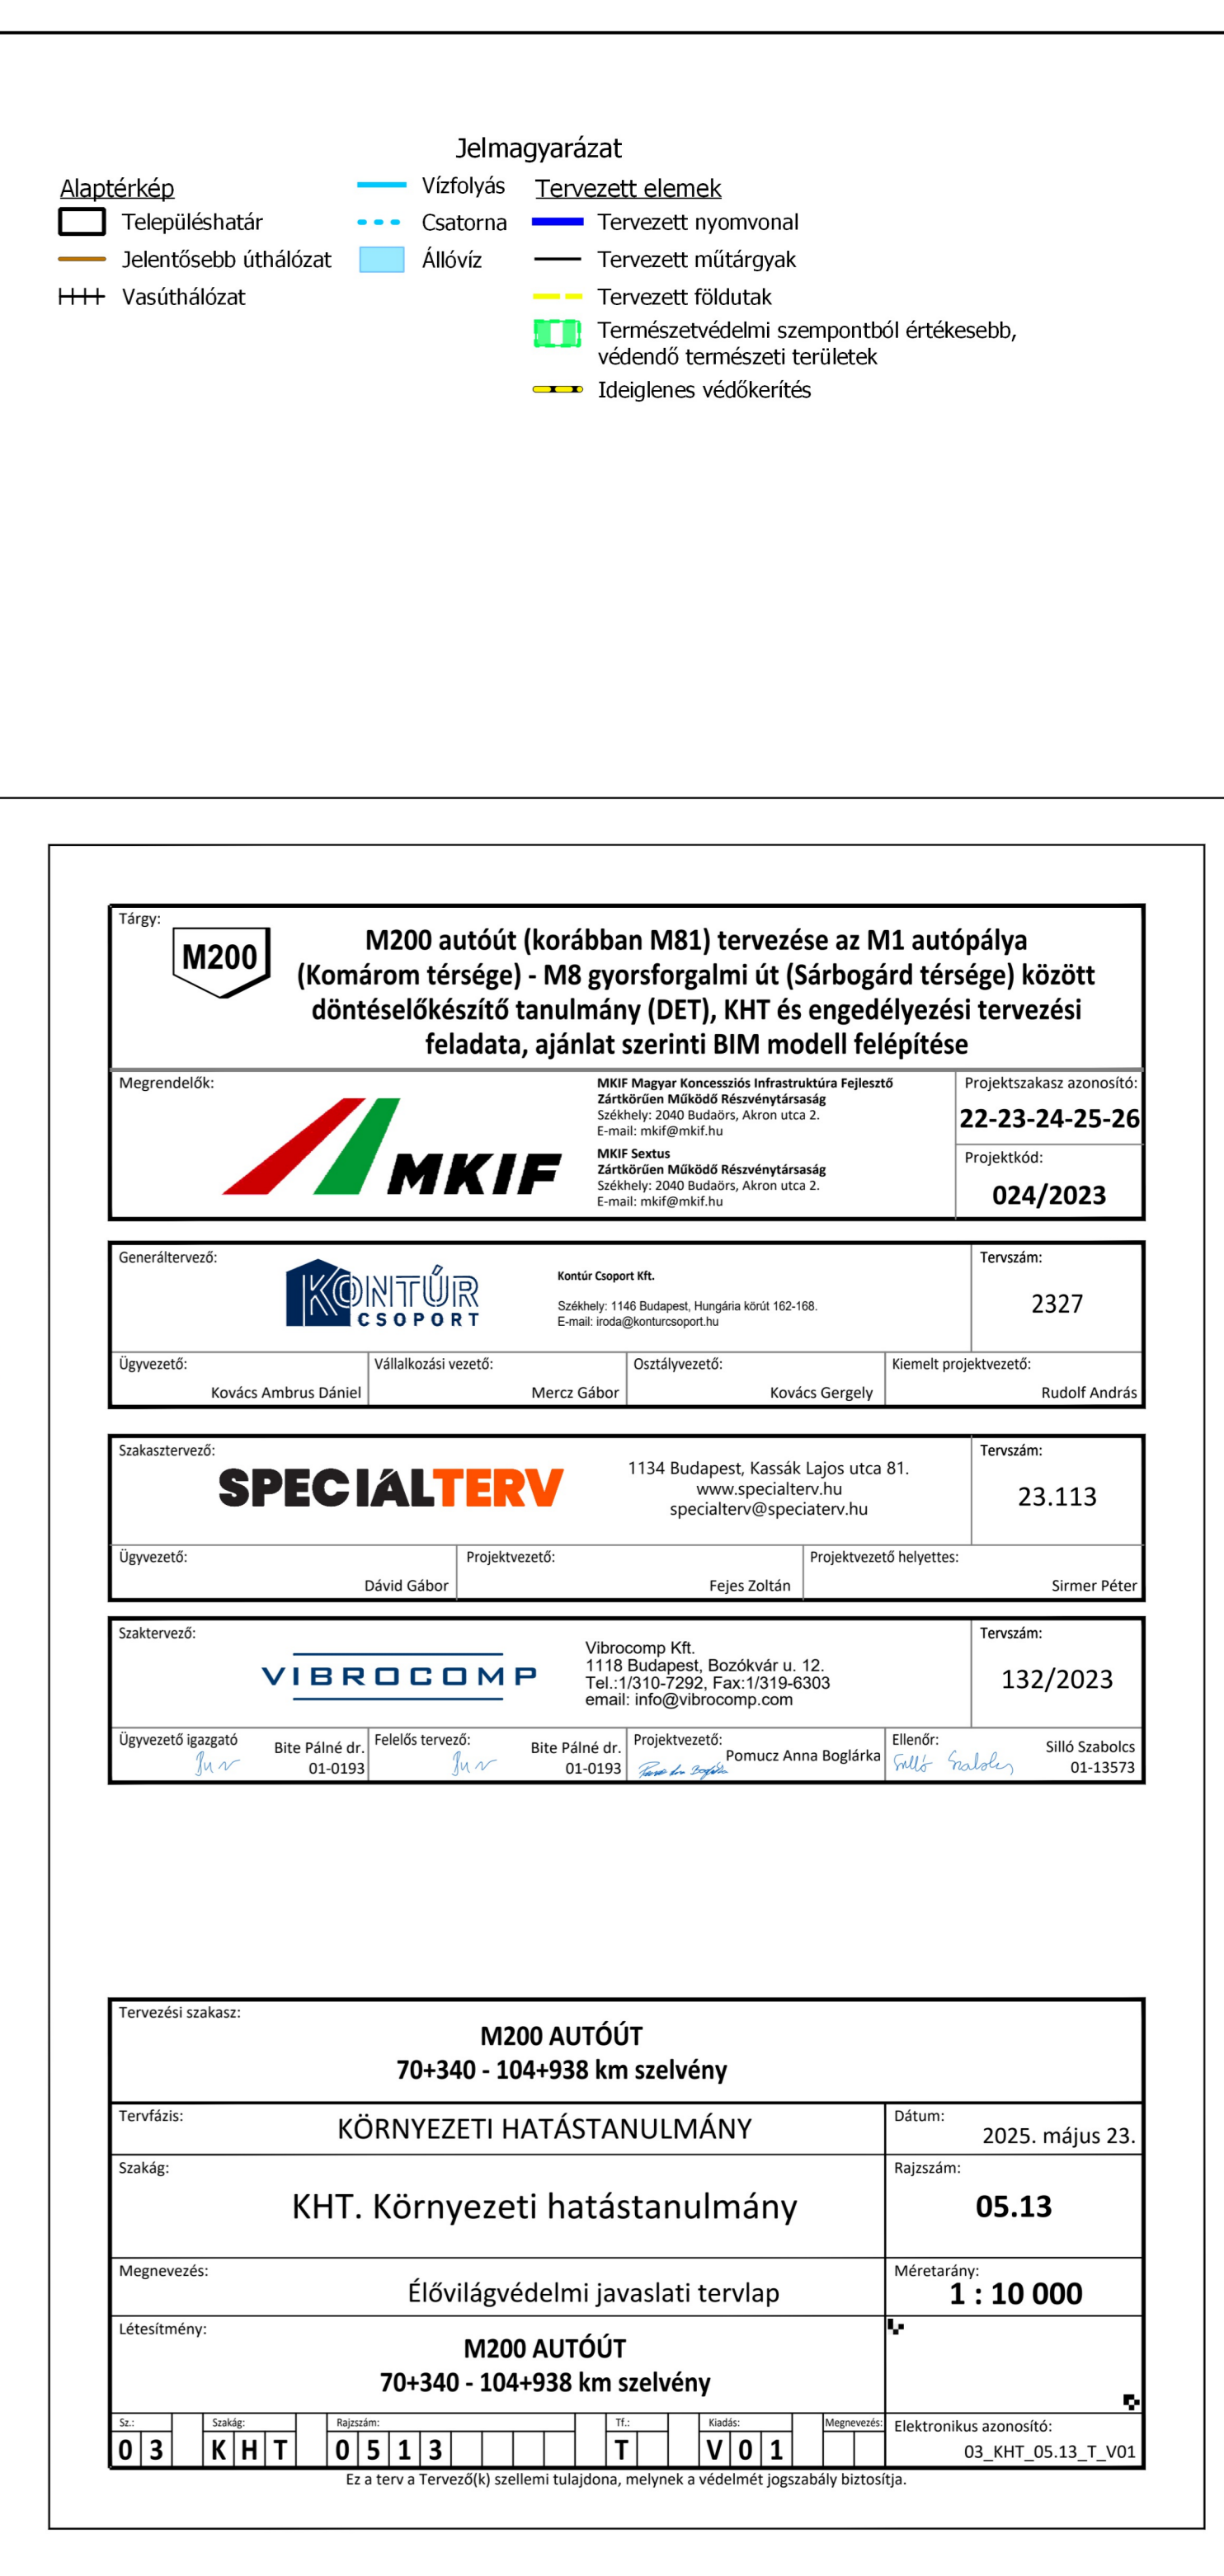 Jelmagyarázat
Alaptérkép
Településhatár
Jelentősebb úthálózat
Vasúthálózat
Vízfolyás
Csatorna
Állóvíz
Tervezett elemek
Tervezett nyomvonal
Tervezett műtárgyak
Tervezett földutak
Természetvédelmi szempontból értékesebb,
védendő természeti területek
Ideiglenes védőkerítés
Tárgy:
M200
M200 autóút (korábban M81) tervezése az M1 autópálya
(Komárom térsége) - M8 gyorsforgalmi út (Sárbogárd térsége) között
döntéselőkészítő tanulmány (DET), KHT és engedélyezési tervezési
feladata, ajánlat szerinti BIM modell felépítése
Megrendelők:
MKIF
MKIF Magyar Koncessziós Infrastruktúra Fejlesztő
Zártkörűen Működő Részvénytársaság
Székhely: 2040 Budaörs, Akron utca 2.
E-mail: mkif@mkif.hu
MKIF Sextus
Zártkörűen Működő Részvénytársaság
Székhely: 2040 Budaörs, Akron utca 2.
E-mail: mkif@mkif.hu
Projektszakasz azonosító:
22-23-24-25-26
Projektkód:
024/2023
Generáltervező:
KONTÚR
CSOPORT
Kontúr Csoport Kft.
Székhely: 1146 Budapest, Hungária körút 162-168.
E-mail: iroda@konturcsoport.hu
Tervszám:
2327
Ügyvezető:
Kovács Ambrus Dániel
Vállalkozási vezető:
Mercz Gábor
Osztályvezető:
Kovács Gergely
Kiemelt projektvezető:
Rudolf András
Szakasztervező:
SPECIÁLTERV
1134 Budapest, Kassák Lajos utca 81.
www.specialterv.hu
specialterv@speciaterv.hu
Tervszám:
23.113
Ügyvezető:
Dávid Gábor
Projektvezető:
Fejes Zoltán
Projektvezető helyettes:
Sirmer Péter
Szaktervező:
VIBROCOMP
Vibrocomp Kft.
1118 Budapest, Bozókvár u. 12.
Tel.:1/310-7292, Fax:1/319-6303
email: info@vibrocomp.com
Tervszám:
132/2023
Ügyvezető igazgató
Bite Pálné dr.
01-0193
Felelős tervező:
Bite Pálné dr.
01-0193
Projektvezető:
Pomucz Anna Boglárka
Ellenőr:
Silló Szabolcs
Silló Szabolcs
01-13573
Tervezési szakasz:
M200 AUTÓÚT
70+340 - 104+938 km szelvény
Tervfázis:
KÖRNYEZETI HATÁSTANULMÁNY
Dátum:
2025. május 23.
Szakág:
KHT. Környezeti hatástanulmány
Rajzszám:
05.13
Megnevezés:
Élővilágvédelmi javaslati tervlap
Méretarány:
1 : 10 000
Létesítmény:
M200 AUTÓÚT
70+340 - 104+938 km szelvény
Sz.: Szakág: Rajzszám: Tf.: Kiadás: Megnevezés:
0 3 K H T 0 5 1 3 T V 0 1
Elektronikus azonosító:
03_KHT_05.13_T_V01
Ez a terv a Tervező(k) szellemi tulajdona, melynek a védelmét jogszabály biztosítja.